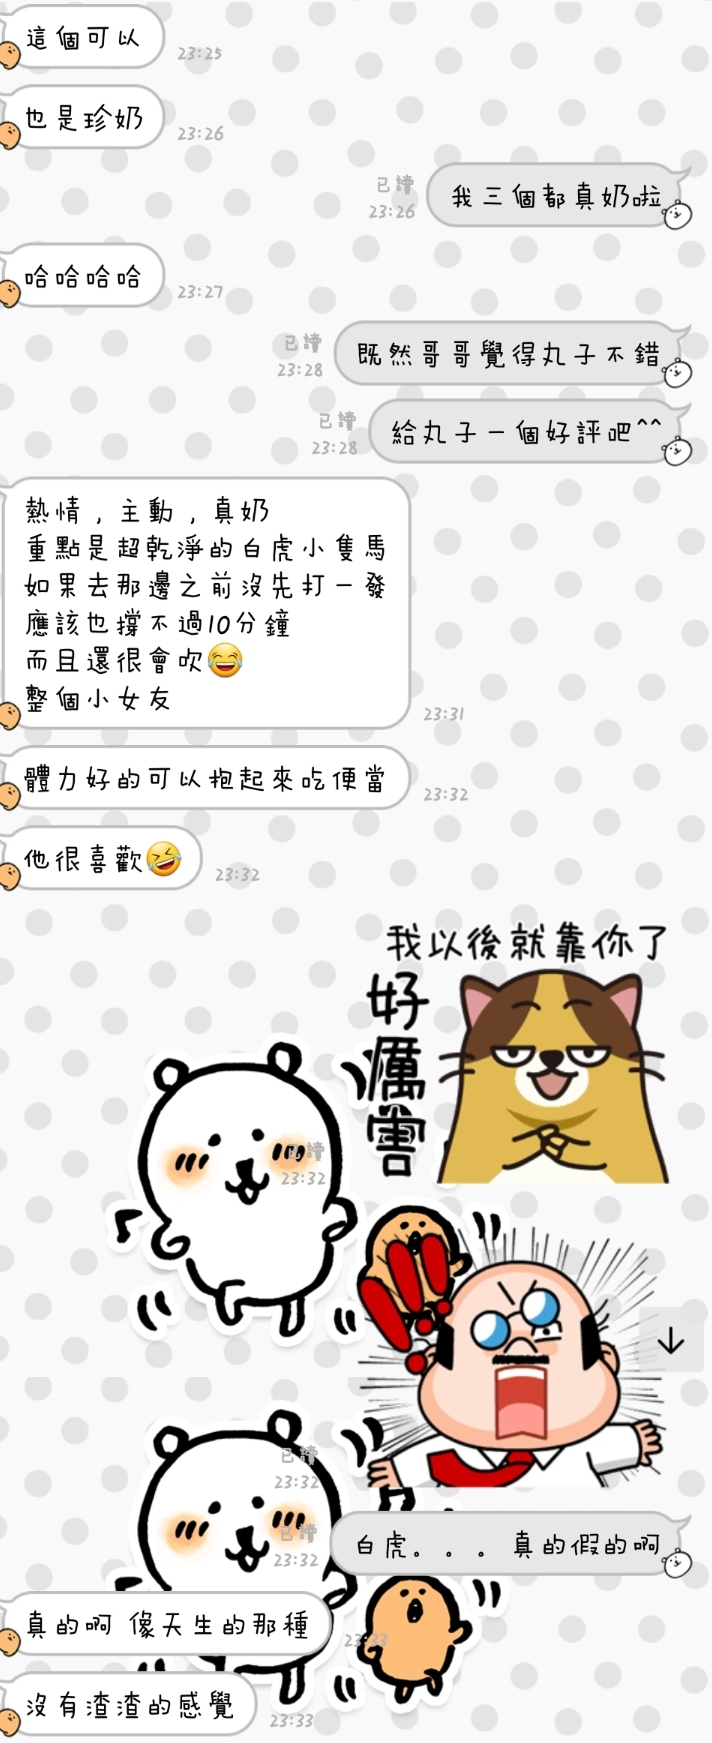 這個可以
23:25
也是珍奶
23:26
已讀
23:26
我三個都真奶啦
哈哈哈哈
23:27
已讀
23:28
既然哥哥覺得丸子不錯
已讀
23:28
給丸子一個好評吧^^
熱情，主動，真奶
重點是超乾淨的白虎小隻馬
如果去那邊之前沒先打一發
應該也撐不過10分鐘
而且還很會吹😂
整個小女友
23:31
體力好的可以抱起來吃便當
23:32
他很喜歡🤣
23:32
我以後就靠你了
好厲害
已讀
23:32
已讀
23:32
已讀
23:32
白虎。。。真的假的啊
真的啊 像天生的那種
23:33
沒有渣渣的感覺
23:33